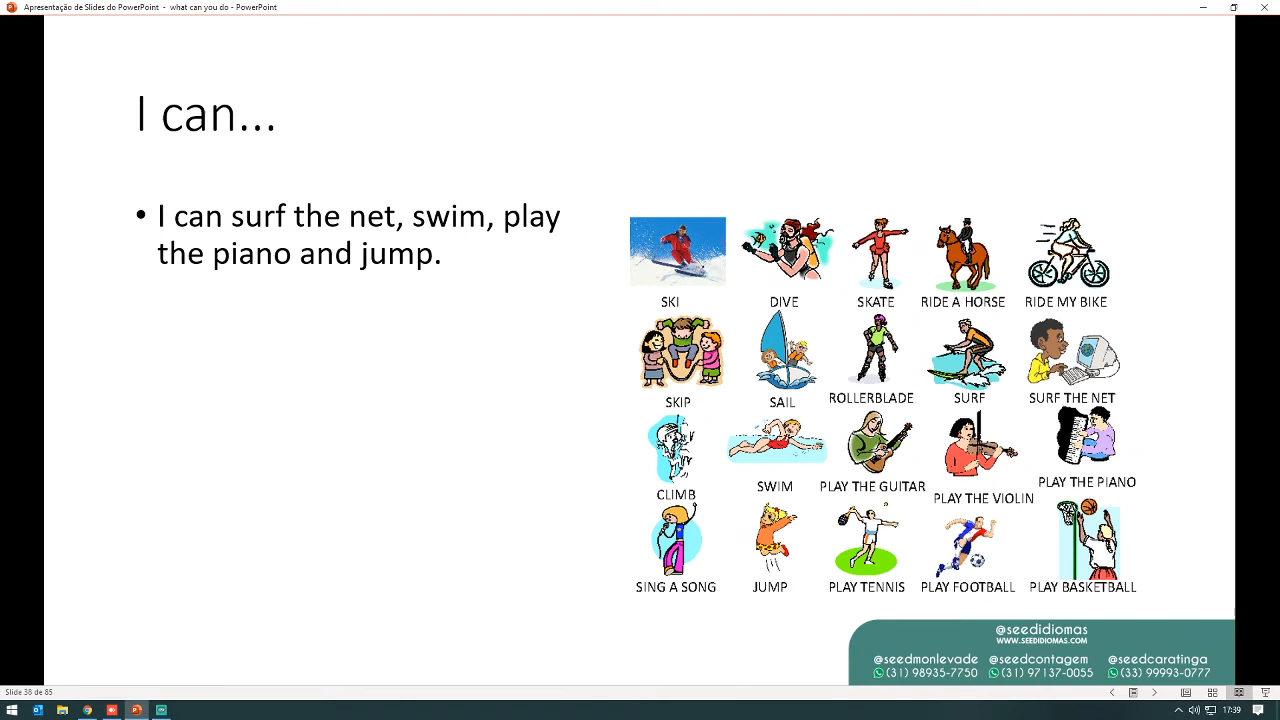 Apresentação de Slides do PowerPoint - what can you do - PowerPoint
I can...
• I can surf the net, swim, play
the piano and jump.
SKI DIVE SKATE RIDE A HORSE RIDE MY BIKE
SKIP SAIL ROLLERBLADE SURF SURF THE NET
CLIMB SWIM PLAY THE GUITAR PLAY THE VIOLIN PLAY THE PIANO
SING A SONG JUMP PLAY TENNIS PLAY FOOTBALL PLAY BASKETBALL
@seedidiomas
WWW.SEEDIDIOMAS.COM
@seedmonlevade @seedcontagem @seedcaratinga
(31) 98935-7750 (31) 97137-0055 (33) 99993-0777
Slide 38 de 85
17:39